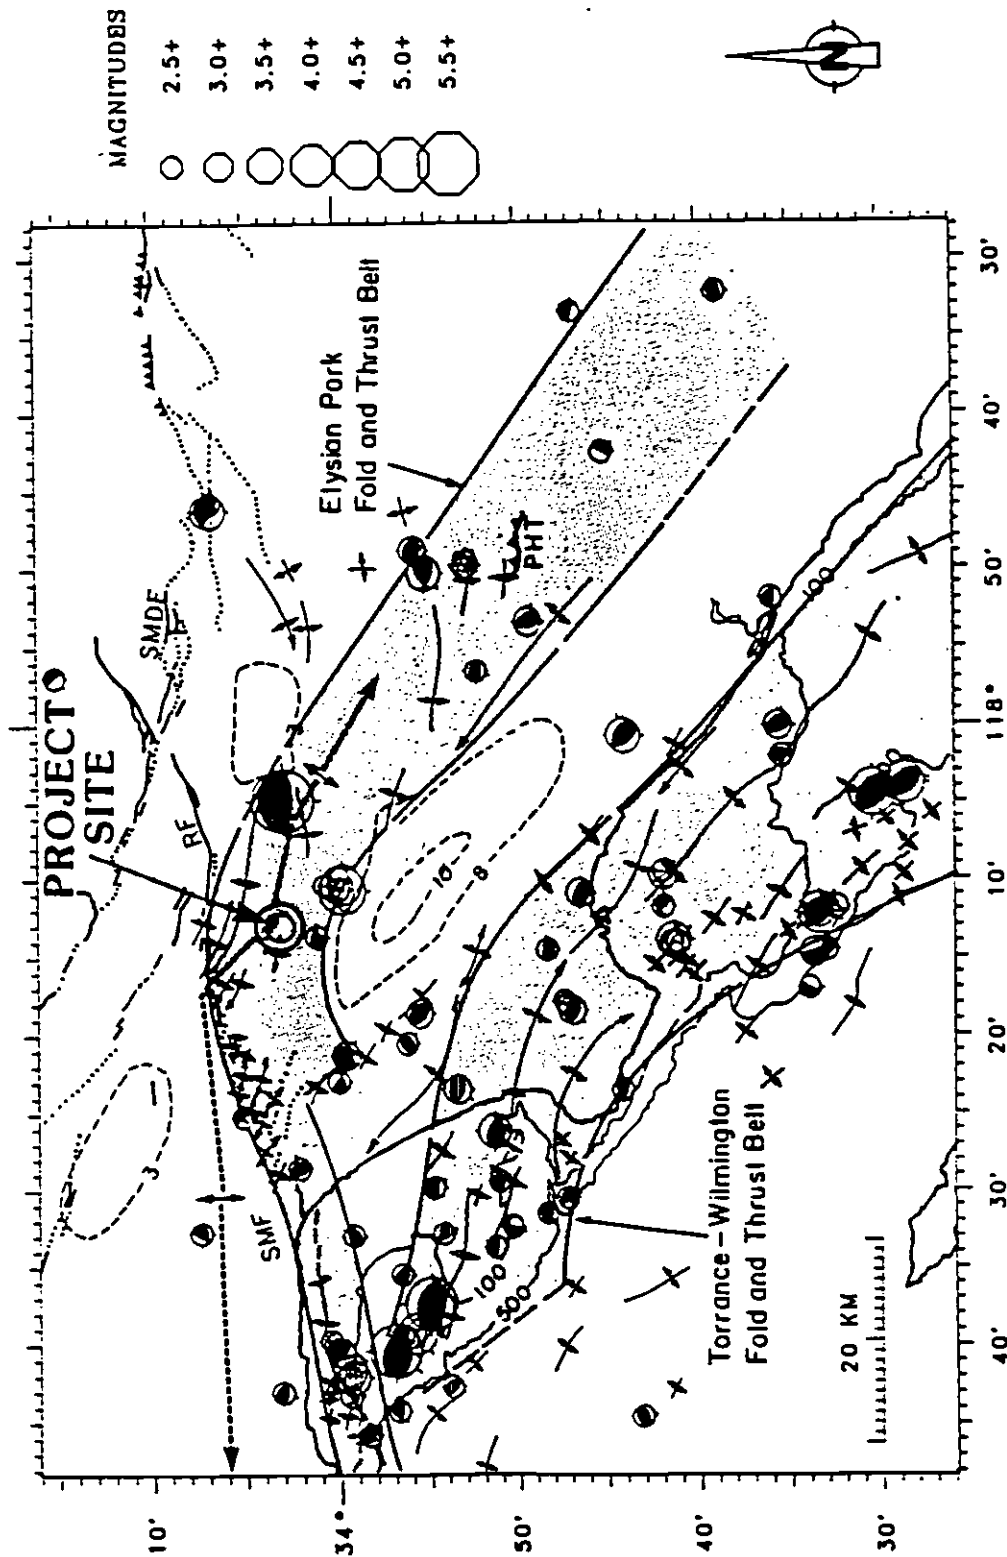 MAGNITUDES
2.5+
3.0+
3.5+
4.0+
4.5+
5.0+
5.5+
N
PROJECT
SITE
SMDF
RF
SMF
3
10
8
Elysian Park
Fold and Thrust Belt
PHT
100
100
500
Torrance – Wilmington
Fold and Thrust Belt
20 KM
10'
34°
50'
40'
30'
40'
30'
20'
10'
118°
50'
40'
30'